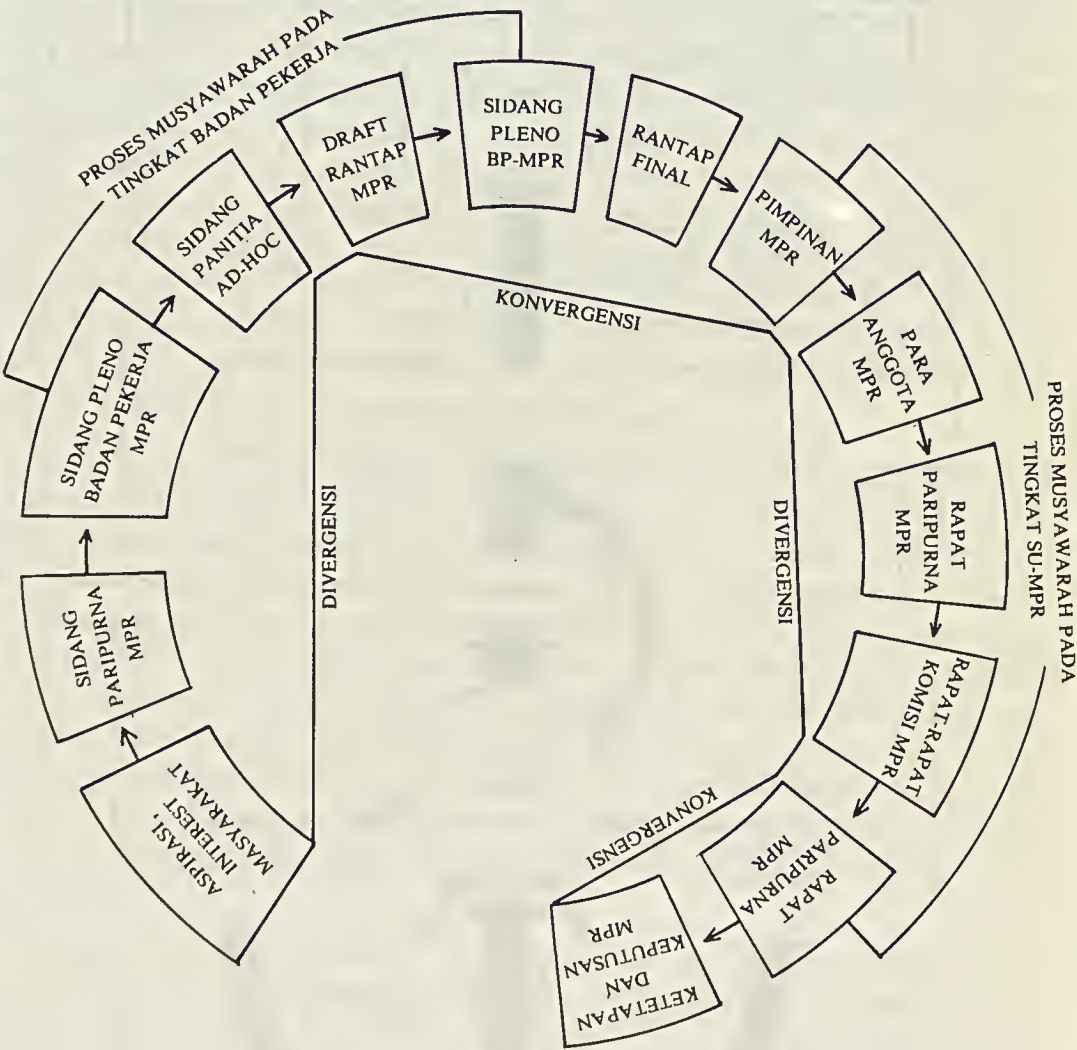 PROSES MUSYAWARAH PADA
TINGKAT BADAN PEKERJA
ASPIRASI,
INTEREST
MASYARAKAT
SIDANG
PARIPURNA
MPR
SIDANG PLENO
BADAN PEKERJA
MPR
SIDANG
PANITIA
AD-HOC
DRAFT
RANTAP
MPR
SIDANG
PLENO
BP-MPR
RANTAP
FINAL
PIMPINAN
MPR
PARA
ANGGOTA
MPR
RAPAT
PARIPURNA
MPR
RAPAT-RAPAT
KOMISI MPR
RAPAT
PARIPURNA
MPR
KETETAPAN
DAN
KEPUTUSAN
MPR
PROSES MUSYAWARAH PADA
TINGKAT SU-MPR
DIVERGENSI
KONVERGENSI
DIVERGENSI
KONVERGENSI